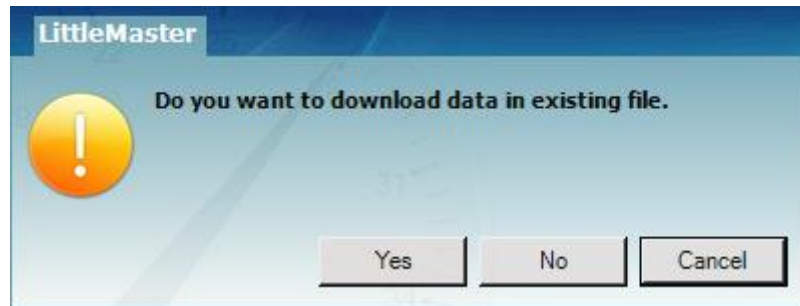 LittleMaster
Do you want to download data in existing file.
Yes No Cancel